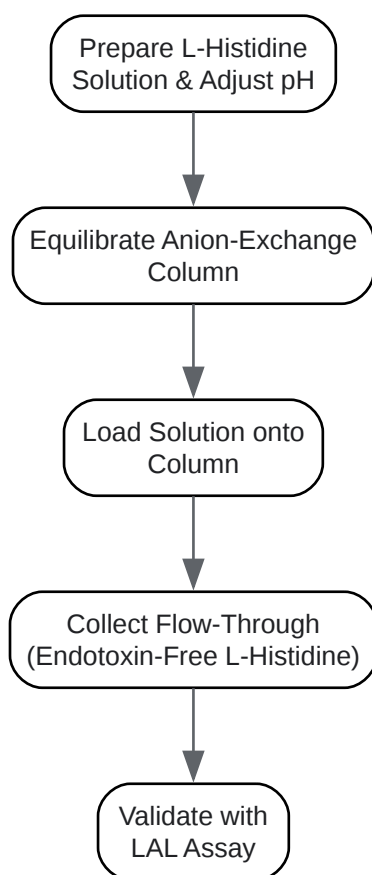 Prepare L-Histidine
Solution & Adjust pH
Equilibrate Anion-Exchange
Column
Load Solution onto
Column
Collect Flow-Through
(Endotoxin-Free L-Histidine)
Validate with
LAL Assay